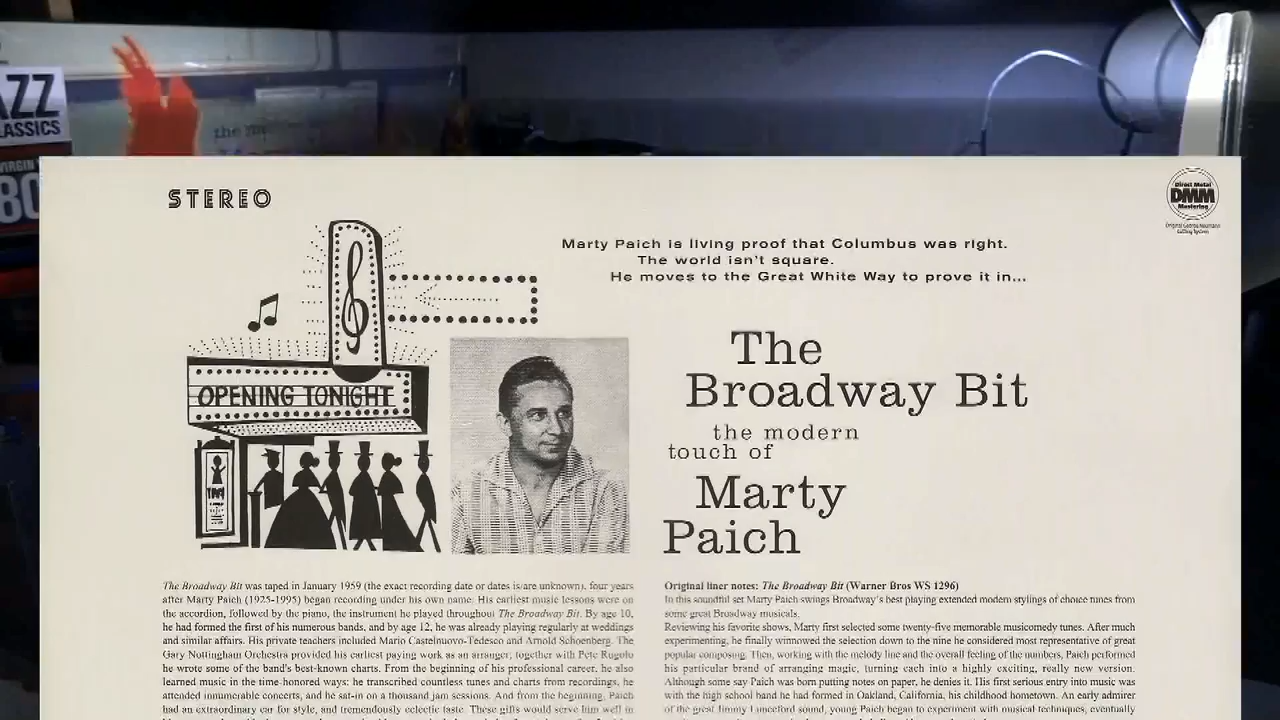 AZZ
LASSICS
VIRGIN
80
the m
STEREO
Direct Metal
DMM
Mastering
Original Georg Neumann
Cutting System
Marty Paich is living proof that Columbus was right.
The world isn't square.
He moves to the Great White Way to prove it in...
OPENING TONIGHT
The
Broadway Bit
the modern
touch of
Marty
Paich
The Broadway Bit was taped in January 1959 (the exact recording date or dates is/are unknown), four years
after Marty Paich (1925-1995) began recording under his own name. His earliest music lessons were on
the accordion, followed by the piano, the instrument he played throughout The Broadway Bit. By age 10,
he had formed the first of his numerous bands, and by age 12, he was already playing regularly at weddings
and similar affairs. His private teachers included Mario Castelnuovo-Tedesco and Arnold Schoenberg. The
Gary Nottingham Orchestra provided his earliest paying work as an arranger; together with Pete Rugolo
he wrote some of the band's best-known charts. From the beginning of his professional career, he also
learned music in the time-honored ways: he transcribed countless tunes and charts from recordings, he
attended innumerable concerts, and he sat-in on a thousand jam sessions. And from the beginning, Paich
had an extraordinary ear for style, and tremendously eclectic taste. These gifts would serve him well in
Original liner notes: The Broadway Bit (Warner Bros WS 1296)
In this soundful set Marty Paich swings Broadway's best playing extended modern stylings of choice tunes from
some great Broadway musicals.
Reviewing his favorite shows, Marty first selected some twenty-five memorable musicomedy tunes. After much
experimenting, he finally winnowed the selection down to the nine he considered most representative of great
popular composing. Then, working with the melody line and the overall feeling of the numbers, Paich performed
his particular brand of arranging magic, turning each into a highly exciting, really new version.
Although some say Paich was born putting notes on paper, he denies it. His first serious entry into music was
with the high school band he had formed in Oakland, California, his childhood hometown. An early admirer
of the great Jimmy Lunceford sound, young Paich began to experiment with musical techniques, eventually